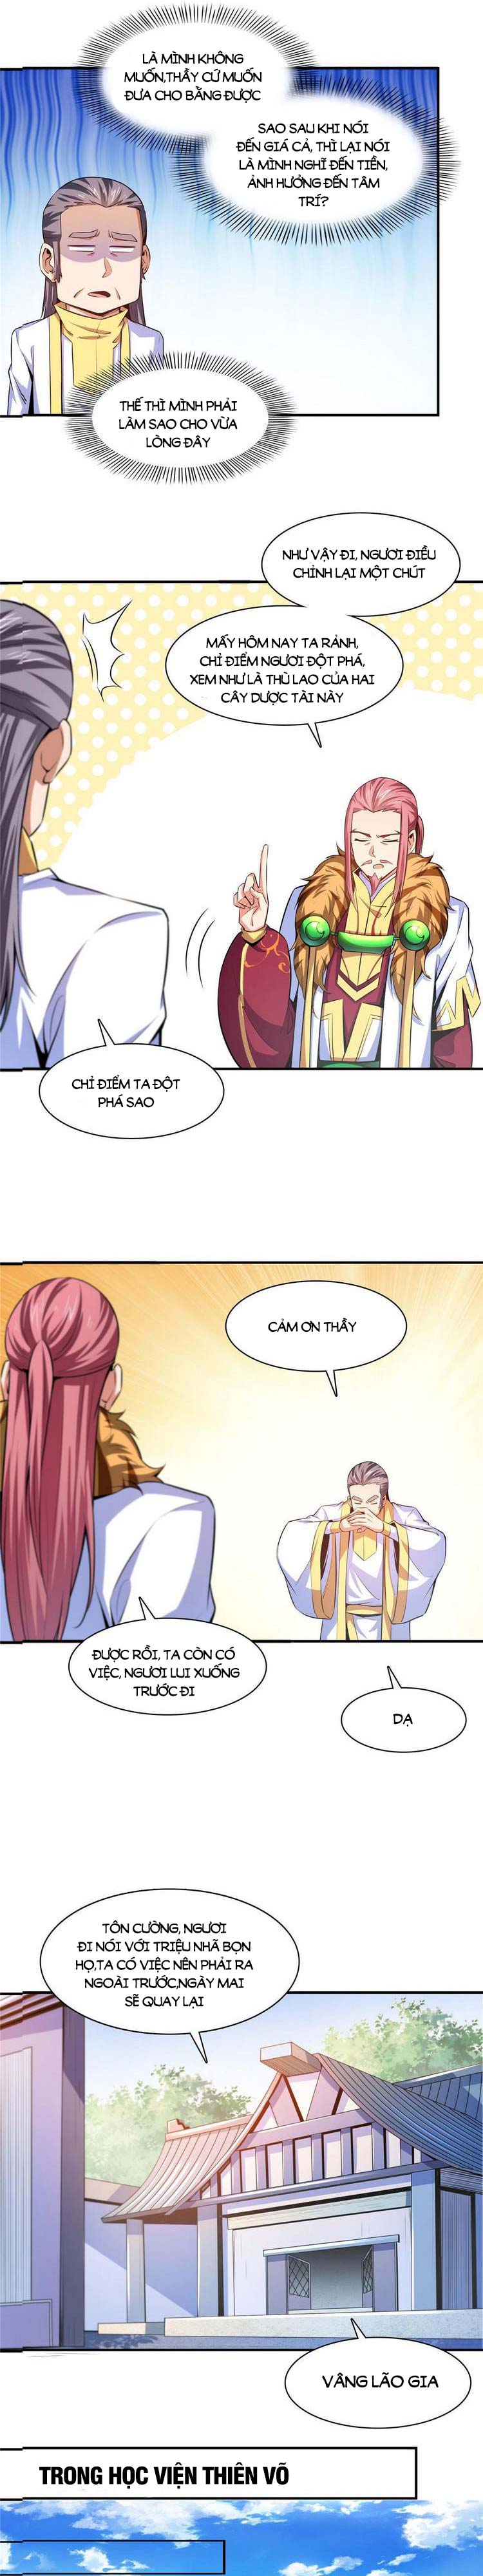 LÀ MÌNH KHÔNG
MUỐN,THẦY CỨ MUỐN
ĐƯA CHO BẰNG ĐƯỢC
SAO SAU KHI NÓI
ĐẾN GIÁ CẢ, THÌ LẠI NÓI
LÀ MÌNH NGHĨ ĐẾN TIỀN,
ẢNH HƯỞNG ĐẾN TÂM
TRÍ?
THẾ THÌ MÌNH PHẢI
LÀM SAO CHO VỪA
LÒNG ĐÂY
NHƯ VẬY ĐI, NGƯƠI ĐIỀU
CHỈNH LẠI MỘT CHÚT
MẤY HÔM NAY TA RẢNH,
CHỈ ĐIỂM NGƯƠI ĐỘT PHÁ,
XEM NHƯ LÀ THÙ LAO CỦA HAI
CÂY DƯỢC TÀI NÀY
CHỈ ĐIỂM TA ĐỘT
PHÁ SAO
CẢM ƠN THẦY
ĐƯỢC RỒI, TA CÒN CÓ
VIỆC, NGƯƠI LUI XUỐNG
TRƯỚC ĐI
DẠ
TÔN CƯỜNG, NGƯƠI
ĐI NÓI VỚI TRIỆU NHÃ BỌN
HỌ,TA CÓ VIỆC NÊN PHẢI RA
NGOÀI TRƯỚC,NGÀY MAI
SẼ QUAY LẠI
VÂNG LÃO GIA
TRONG HỌC VIỆN THIÊN VÕ